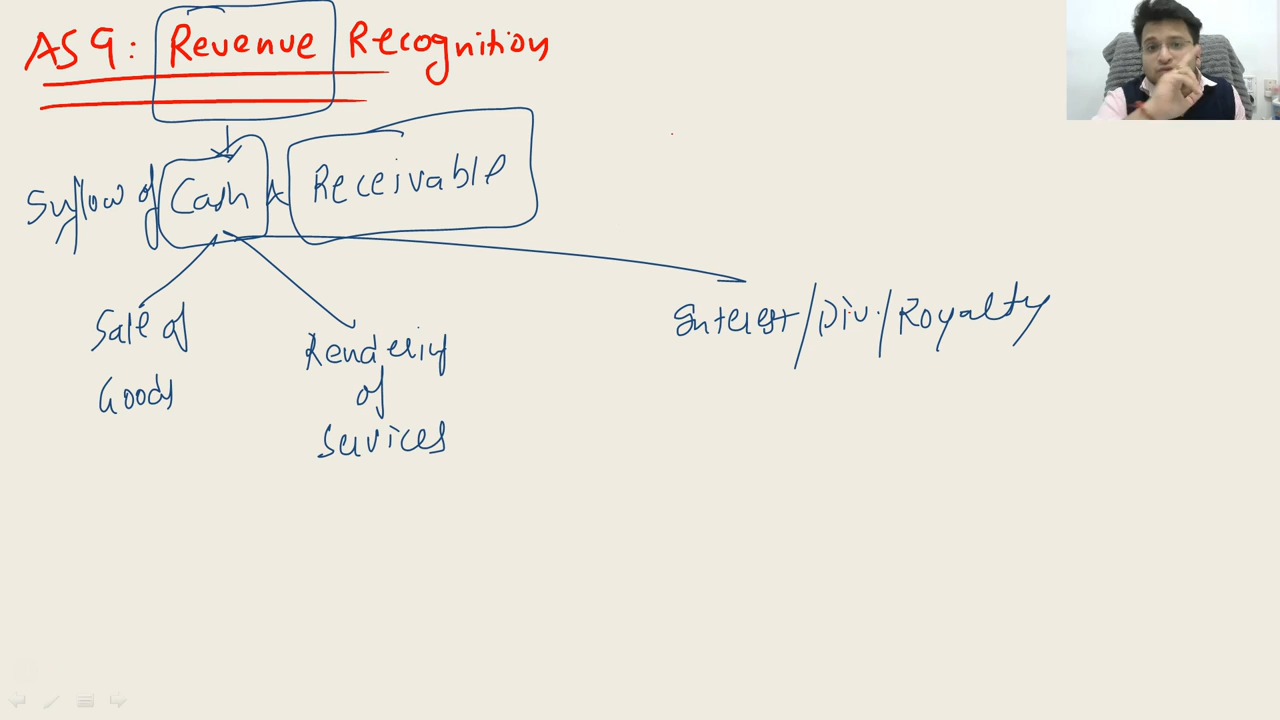 AS 9: Revenue Recognition
Inflow of Cash & Receivable
Sale of
Goods
Rendering
of
Services
Interest/Div./Royalty